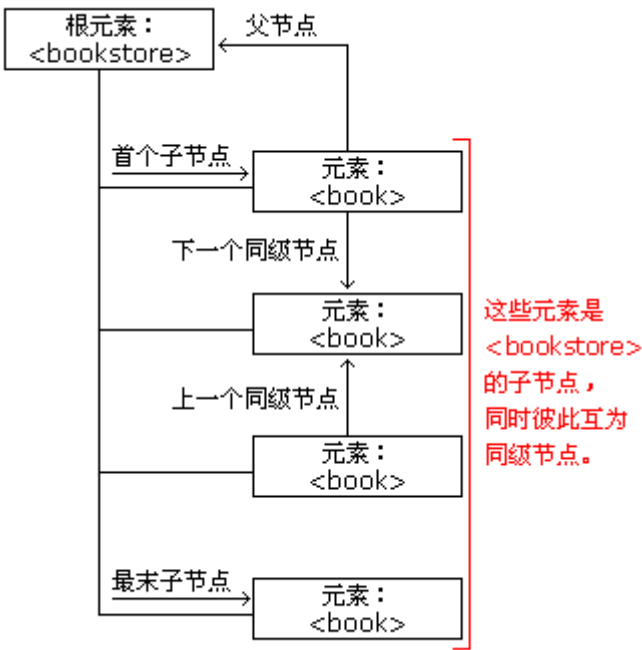 根元素：
<bookstore>
父节点
首个子节点
元素：
<book>
下一个同级节点
元素：
<book>
上一个同级节点
元素：
<book>
最末子节点
元素：
<book>
这些元素是
<bookstore>
的子节点，
同时彼此互为
同级节点。